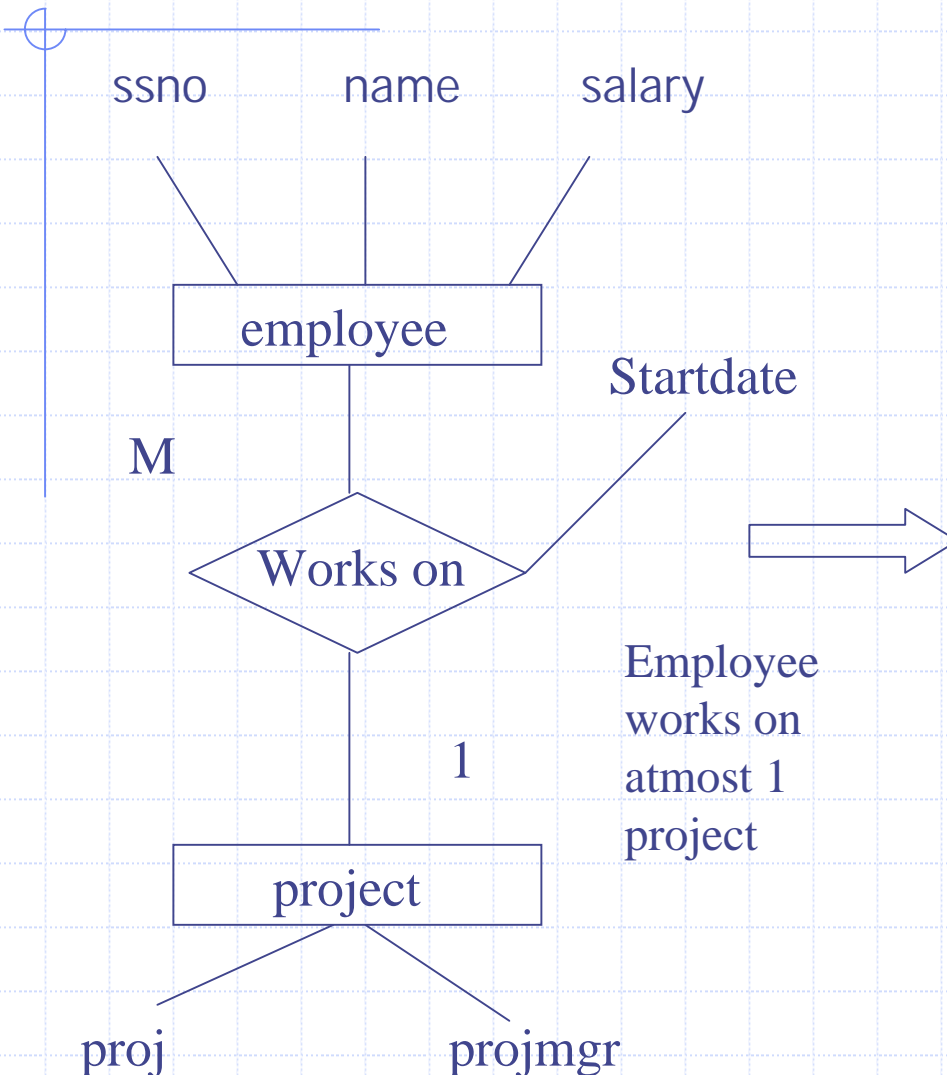 ssno name salary
employee
Startdate
M
Works on
Employee
works on
1
atmost 1
project
project
proj projmgr